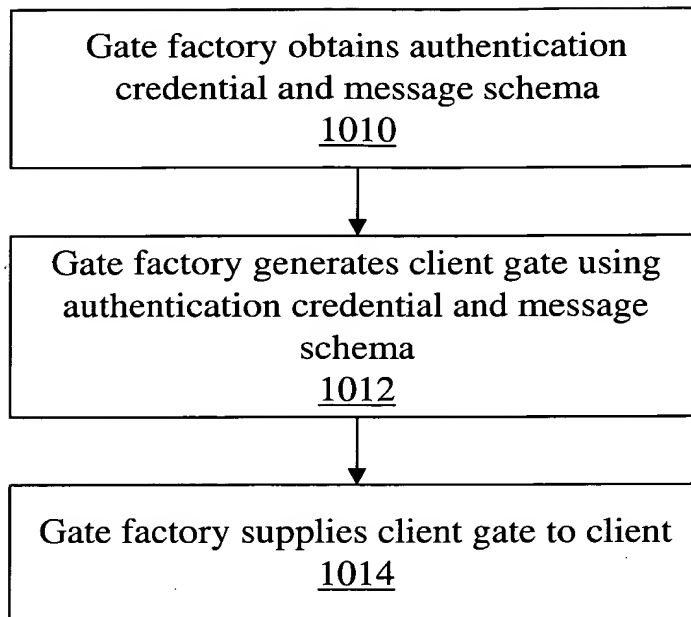 Gate factory obtains authentication
credential and message schema
1010
Gate factory generates client gate using
authentication credential and message
schema
1012
Gate factory supplies client gate to client
1014